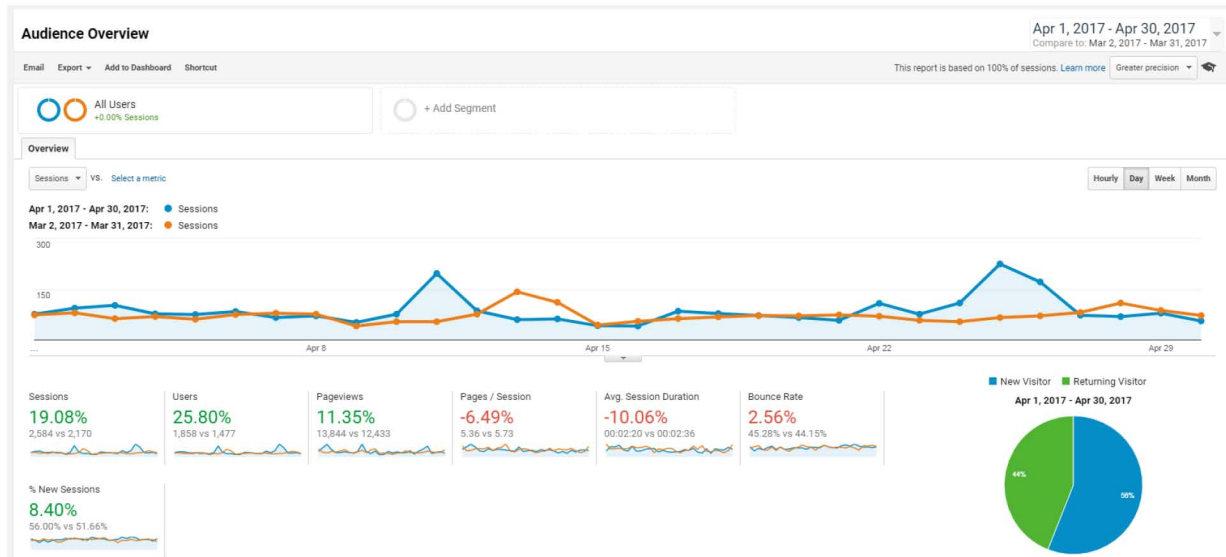 Audience Overview
Apr 1, 2017 - Apr 30, 2017
Compare to: Mar 2, 2017 - Mar 31, 2017
Email Export Add to Dashboard Shortcut
This report is based on 100% of sessions. Learn more Greater precision
All Users
+0.00% Sessions
+ Add Segment
Overview
Sessions VS. Select a metric
Hourly Day Week Month
Apr 1, 2017 - Apr 30, 2017: Sessions
Mar 2, 2017 - Mar 31, 2017: Sessions
300
150
... Apr 8 Apr 15 Apr 22 Apr 29
Sessions
19.08%
2,584 vs 2,170
Users
25.80%
1,858 vs 1,477
Pageviews
11.35%
13,844 vs 12,433
Pages / Session
-6.49%
5.36 vs 5.73
Avg. Session Duration
-10.06%
00:02:20 vs 00:02:36
Bounce Rate
2.56%
45.28% vs 44.15%
% New Sessions
8.40%
56.00% vs 51.66%
New Visitor Returning Visitor
Apr 1, 2017 - Apr 30, 2017
44%
56%